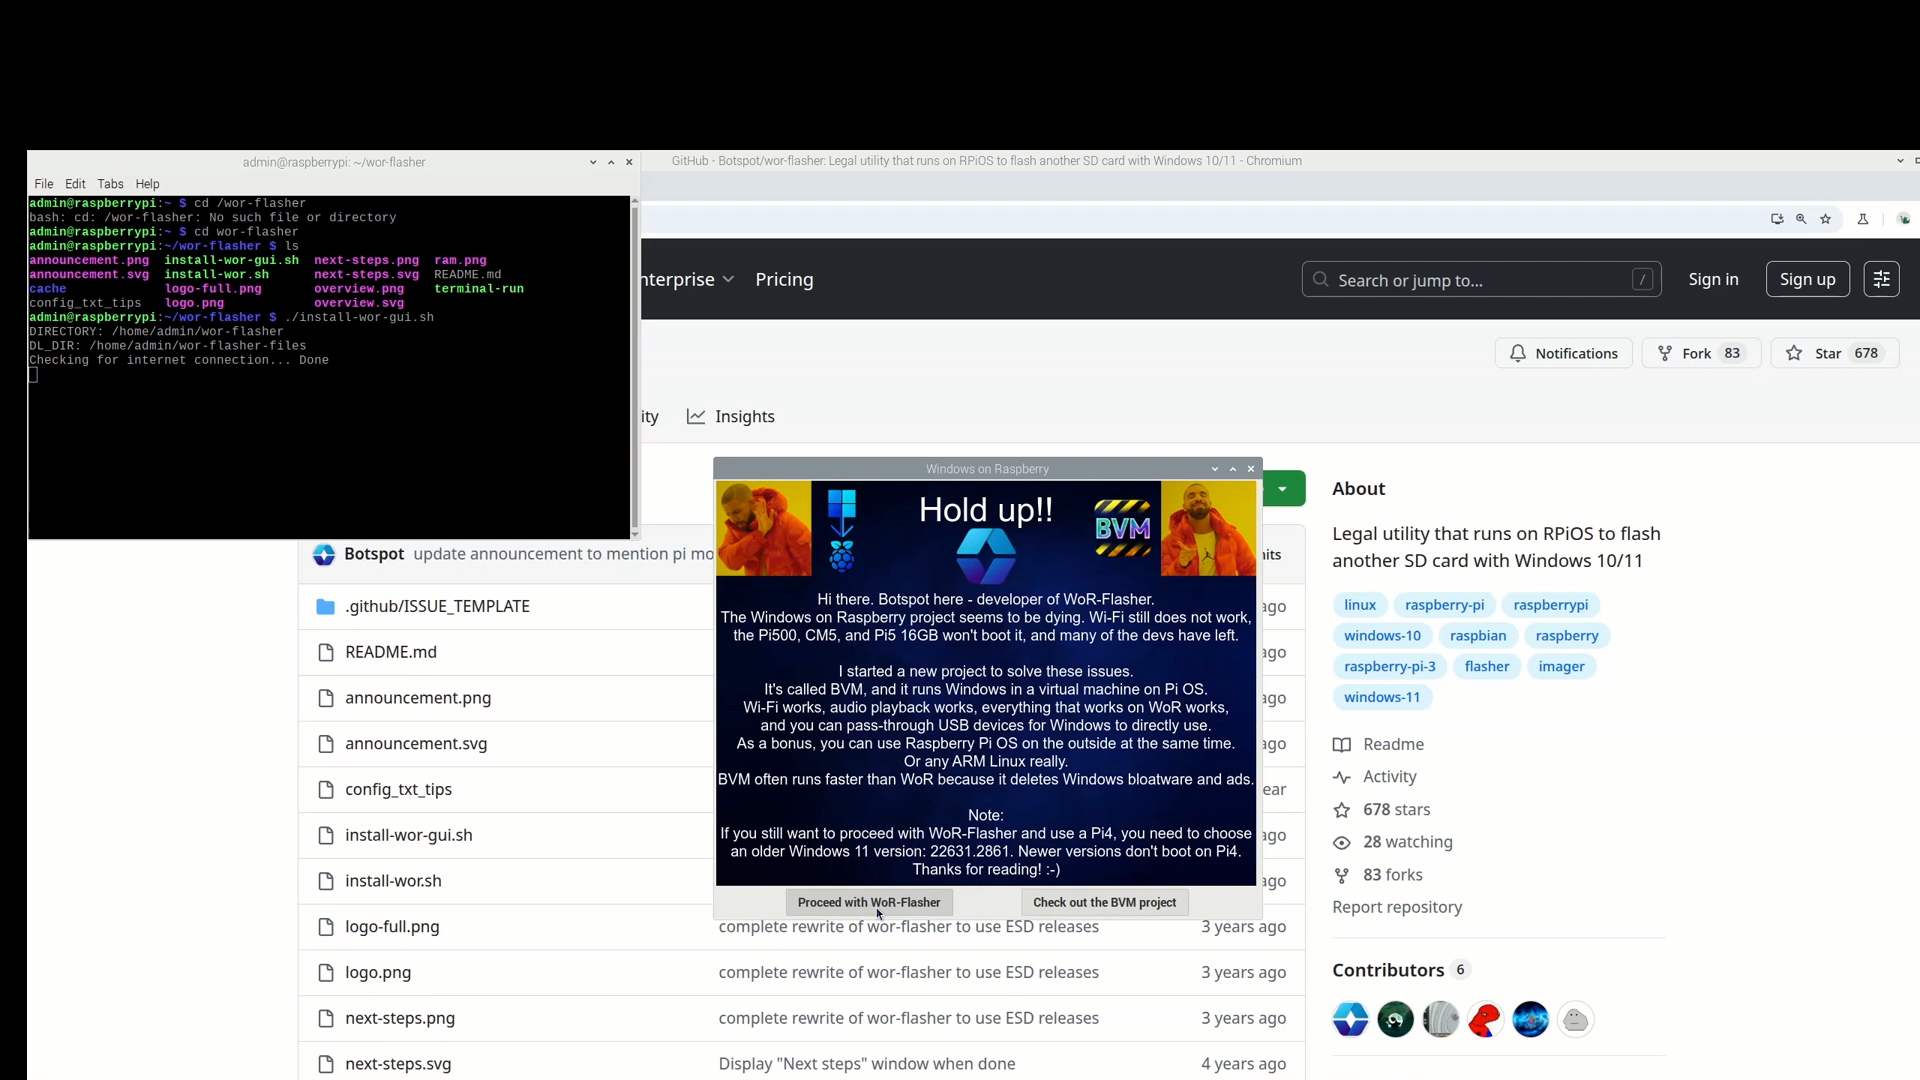 admin@raspberrypi: ~/wor-flasher
File Edit Tabs Help
admin@raspberrypi:~ $ cd /wor-flasher
bash: cd: /wor-flasher: No such file or directory
admin@raspberrypi:~ $ cd wor-flasher
admin@raspberrypi:~/wor-flasher $ ls
announcement.png install-wor-gui.sh next-steps.png ram.png
announcement.svg install-wor.sh next-steps.svg README.md
cache logo-full.png overview.png terminal-run
config_txt_tips logo.png overview.svg
admin@raspberrypi:~/wor-flasher $ ./install-wor-gui.sh
DIRECTORY: /home/admin/wor-flasher
DL_DIR: /home/admin/wor-flasher-files
Checking for internet connection... Done
GitHub - Botspot/wor-flasher: Legal utility that runs on RPiOS to flash another SD card with Windows 10/11 - Chromium
nterprise Pricing
Search or jump to... /
Sign in
Sign up
Notifications
Fork 83
Star 678
ity Insights
Windows on Raspberry
Hold up!!
BVM
Hi there. Botspot here - developer of WoR-Flasher.
The Windows on Raspberry project seems to be dying. Wi-Fi still does not work,
the Pi500, CM5, and Pi5 16GB won't boot it, and many of the devs have left.
I started a new project to solve these issues.
It's called BVM, and it runs Windows in a virtual machine on Pi OS.
Wi-Fi works, audio playback works, everything that works on WoR works,
and you can pass-through USB devices for Windows to directly use.
As a bonus, you can use Raspberry Pi OS on the outside at the same time.
Or any ARM Linux really.
BVM often runs faster than WoR because it deletes Windows bloatware and ads.
Note:
If you still want to proceed with WoR-Flasher and use a Pi4, you need to choose
an older Windows 11 version: 22631.2861. Newer versions don't boot on Pi4.
Thanks for reading! :-)
Proceed with WoR-Flasher
Check out the BVM project
Botspot update announcement to mention pi mo
its
.github/ISSUE_TEMPLATE
ago
README.md
ago
announcement.png
ago
announcement.svg
ago
config_txt_tips
ear
install-wor-gui.sh
ago
install-wor.sh
ago
logo-full.png complete rewrite of wor-flasher to use ESD releases 3 years ago
logo.png complete rewrite of wor-flasher to use ESD releases 3 years ago
next-steps.png complete rewrite of wor-flasher to use ESD releases 3 years ago
next-steps.svg Display "Next steps" window when done 4 years ago
About
Legal utility that runs on RPiOS to flash
another SD card with Windows 10/11
linux raspberry-pi raspberrypi
windows-10 raspbian raspberry
raspberry-pi-3 flasher imager
windows-11
Readme
Activity
678 stars
28 watching
83 forks
Report repository
Contributors 6